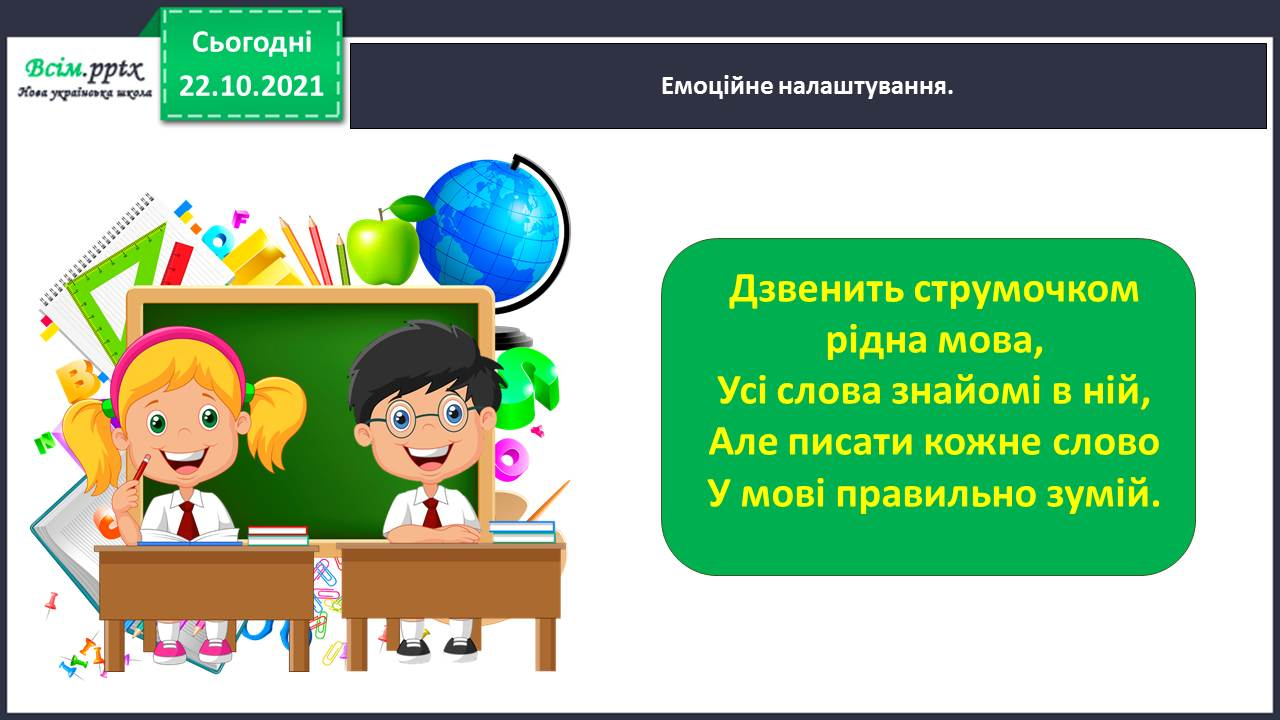 Всім.pptx
Нова українська школа
Сьогодні
22.10.2021
Емоційне налаштування.
Дзвенить струмочком
рідна мова,
Усі слова знайомі в ній,
Але писати кожне слово
У мові правильно зумій.